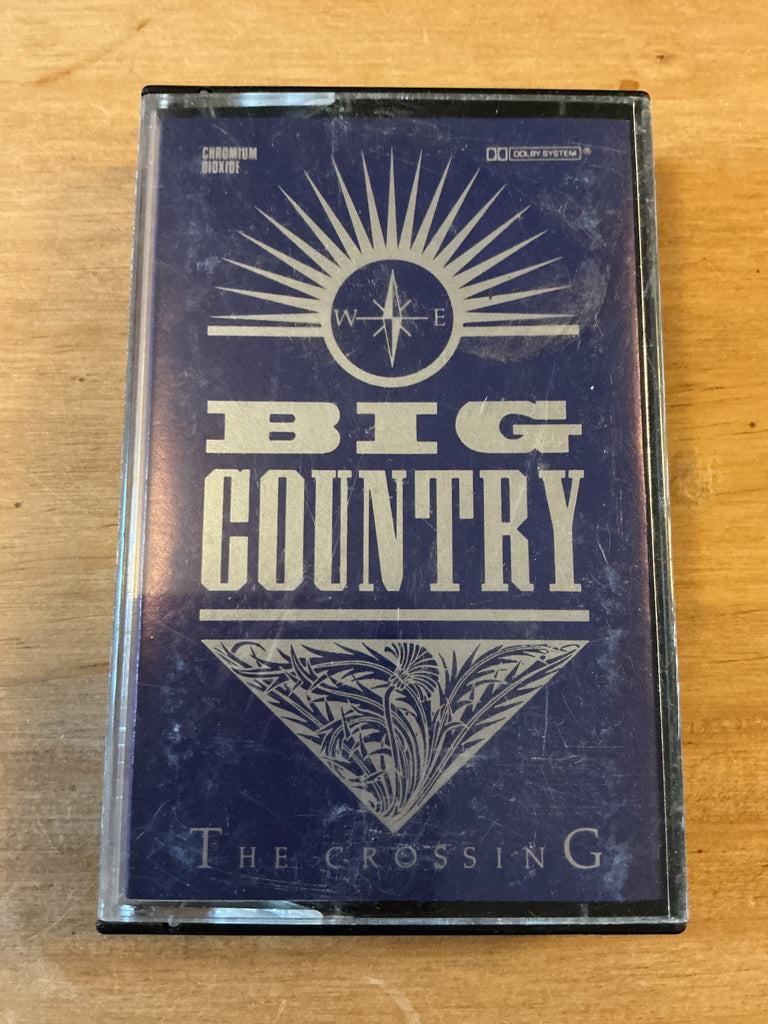 CHROMIUM
DIOXIDE
DOLBY SYSTEM ®
W E
BIG
COUNTRY
THE CROSSING